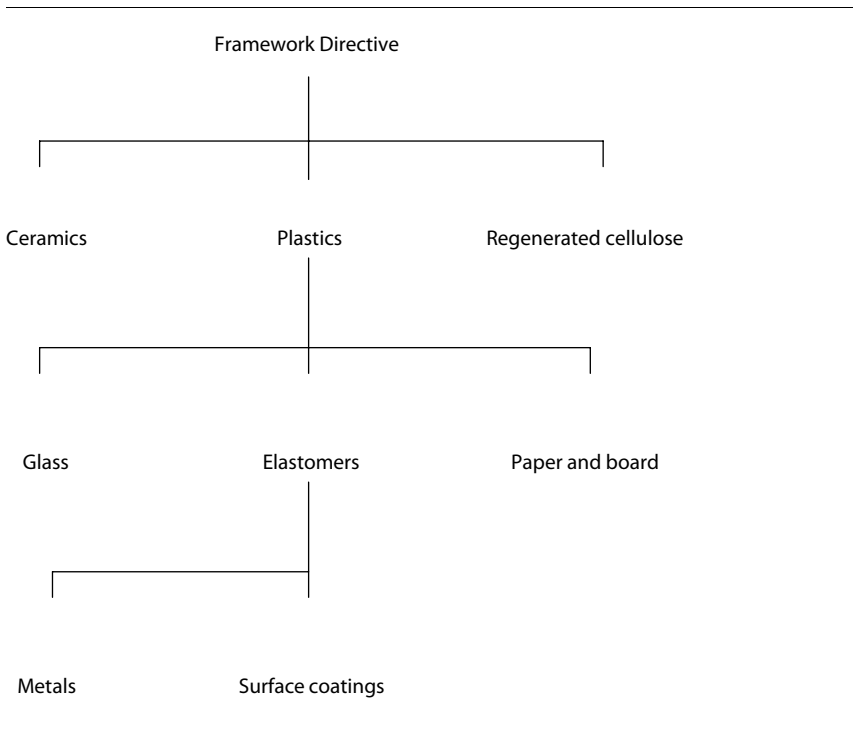 Framework Directive
Ceramics Plastics Regenerated cellulose
Glass Elastomers Paper and board
Metals Surface coatings